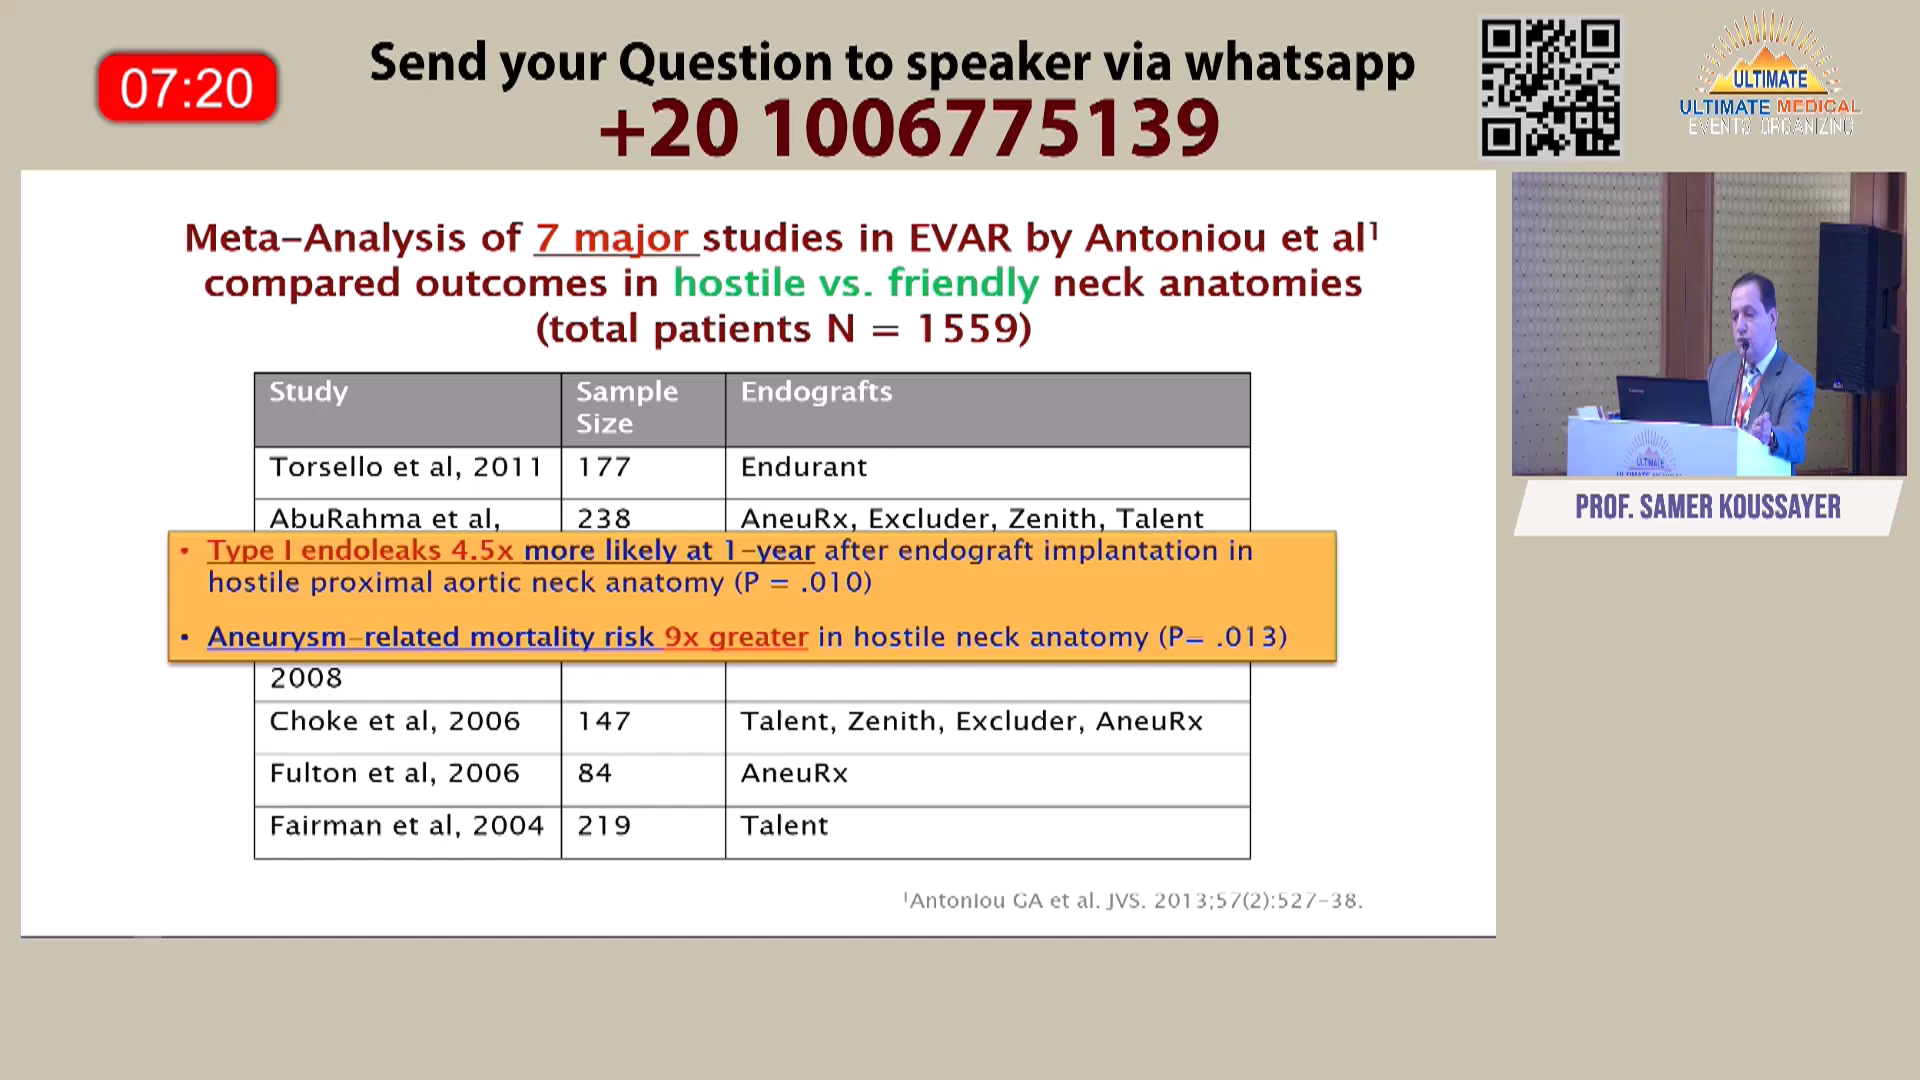 07:20
Send your Question to speaker via whatsapp
+20 1006775139
ULTIMATE
ULTIMATE MEDICAL
EVENTS ORGANIZING
Meta-Analysis of 7 major studies in EVAR by Antoniou et al¹
compared outcomes in hostile vs. friendly neck anatomies
(total patients N = 1559)
Study Sample Size Endografts
Torsello et al, 2011 177 Endurant
AbuRahma et al, 238 AneuRx, Excluder, Zenith, Talent
• Type I endoleaks 4.5x more likely at 1-year after endograft implantation in
hostile proximal aortic neck anatomy (P = .010)
• Aneurysm-related mortality risk 9x greater in hostile neck anatomy (P= .013)
2008
Choke et al, 2006 147 Talent, Zenith, Excluder, AneuRx
Fulton et al, 2006 84 AneuRx
Fairman et al, 2004 219 Talent
¹Antoniou GA et al. JVS. 2013;57(2):527-38.
ULTIMATE
PROF. SAMER KOUSSAYER